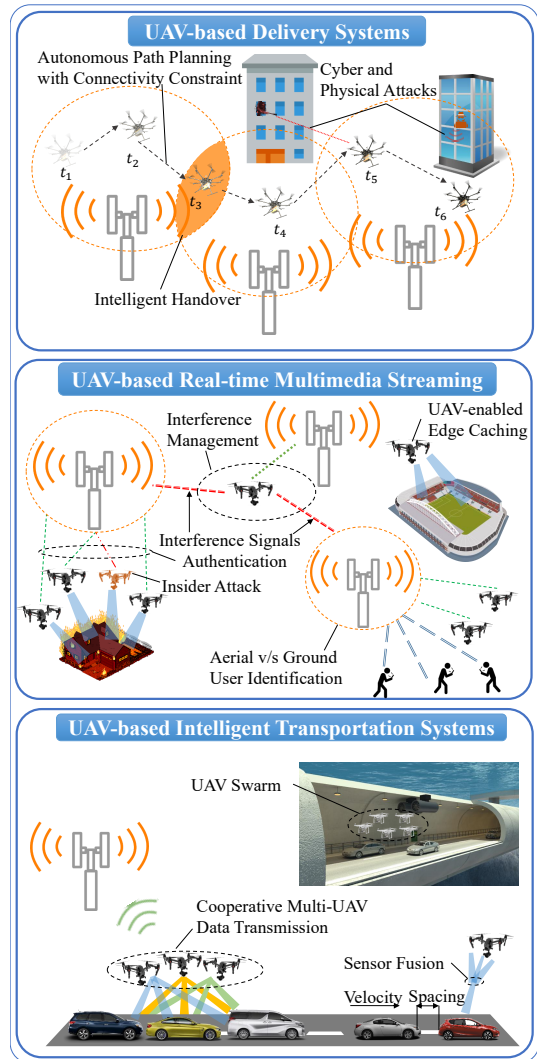 UAV-based Delivery Systems
Autonomous Path Planning
with Connectivity Constraint
Cyber and
Physical Attacks
t1
t2
t3
t4
t5
t6
Intelligent Handover
UAV-based Real-time Multimedia Streaming
Interference
Management
UAV-enabled
Edge Caching
Interference Signals
Authentication
Insider Attack
Aerial v/s Ground
User Identification
UAV-based Intelligent Transportation Systems
UAV Swarm
Cooperative Multi-UAV
Data Transmission
Sensor Fusion
Velocity Spacing